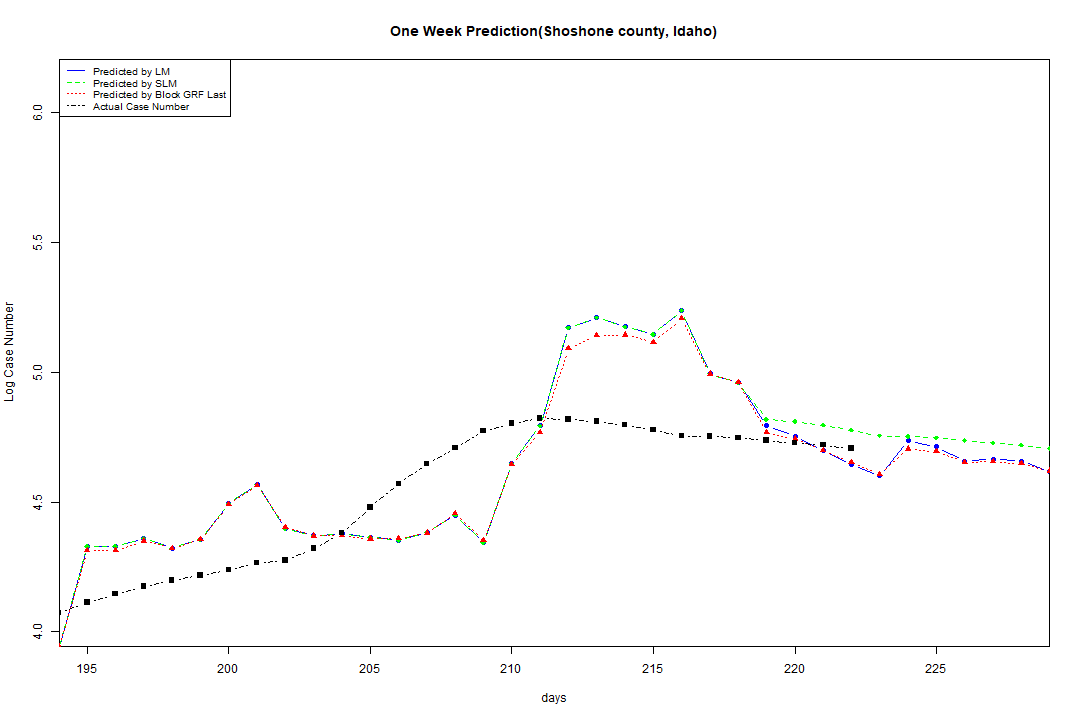 One Week Prediction(Shoshone county, Idaho)
Predicted by LM
Predicted by SLM
Predicted by Block GRF Last
Actual Case Number
6.0
5.5
5.0
4.5
4.0
Log Case Number
195 200 205 210 215 220 225
days